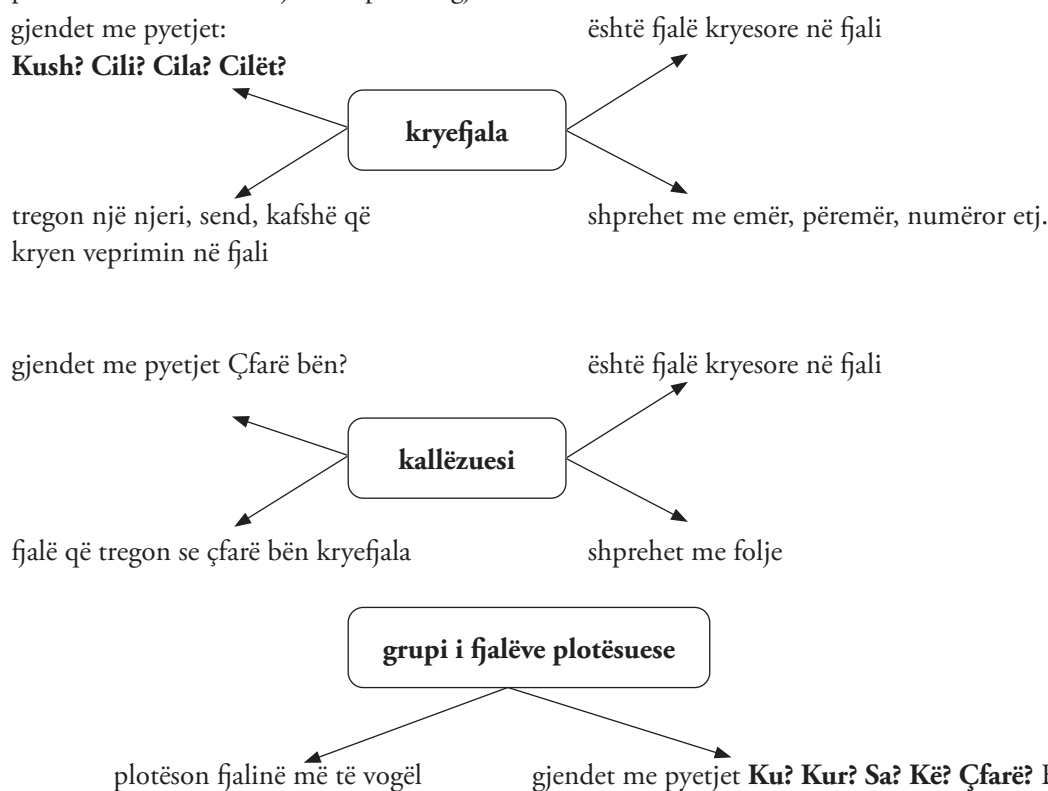 gjendet me pyetjet:
Kush? Cili? Cila? Cilët?
është fjalë kryesore në fjali
kryefjala
tregon një njeri, send, kafshë që
kryen veprimin në fjali
shprehet me emër, përemër, numëror etj.
gjendet me pyetjet Çfarë bën?
është fjalë kryesore në fjali
kallëzuesi
fjalë që tregon se çfarë bën kryefjala
shprehet me folje
grupi i fjalëve plotësuese
plotëson fjalinë më të vogël
gjendet me pyetjet Ku? Kur? Sa? Kë? Çfarë?